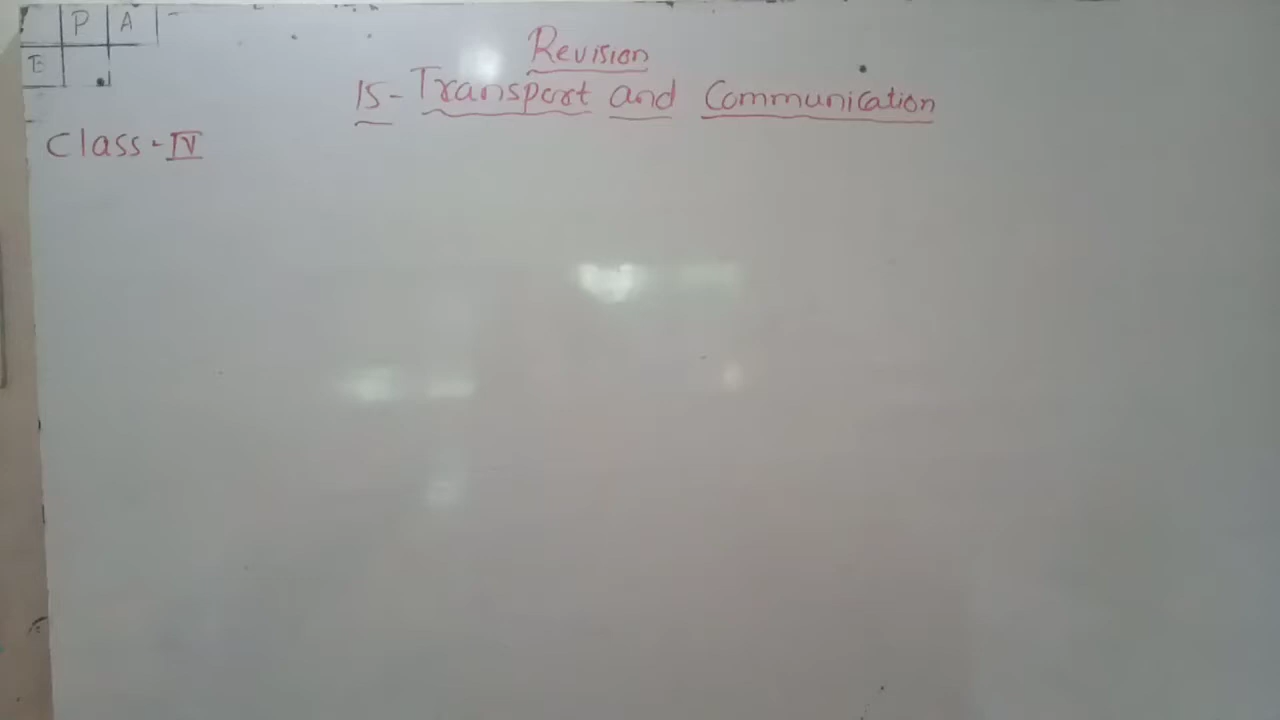 P A
E
Revision
15-Transport and Communication
Class-IV